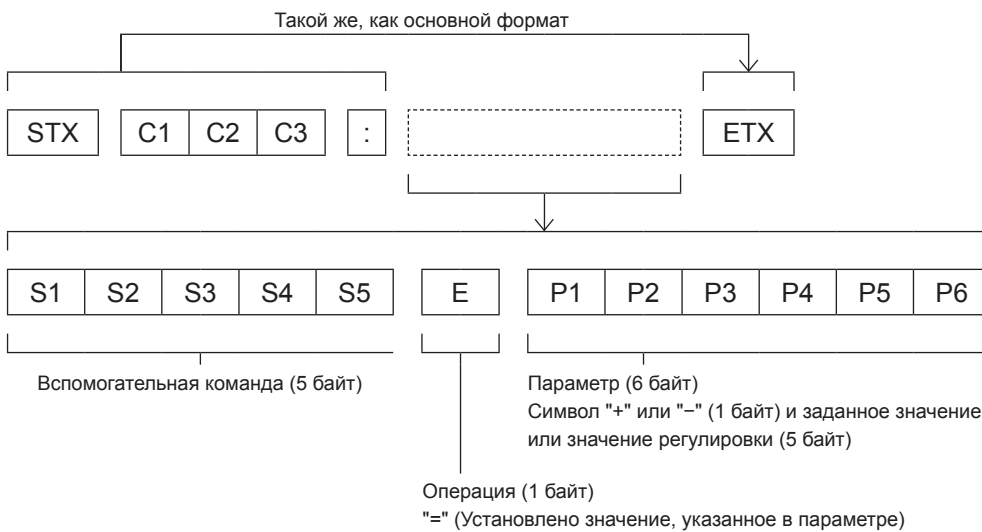 Такой же, как основной формат
STX C1 C2 C3 : ETX
S1 S2 S3 S4 S5 E P1 P2 P3 P4 P5 P6
Вспомогательная команда (5 байт)
Параметр (6 байт)
Символ "+" или "−" (1 байт) и заданное значение
или значение регулировки (5 байт)
Операция (1 байт)
"=" (Установлено значение, указанное в параметре)